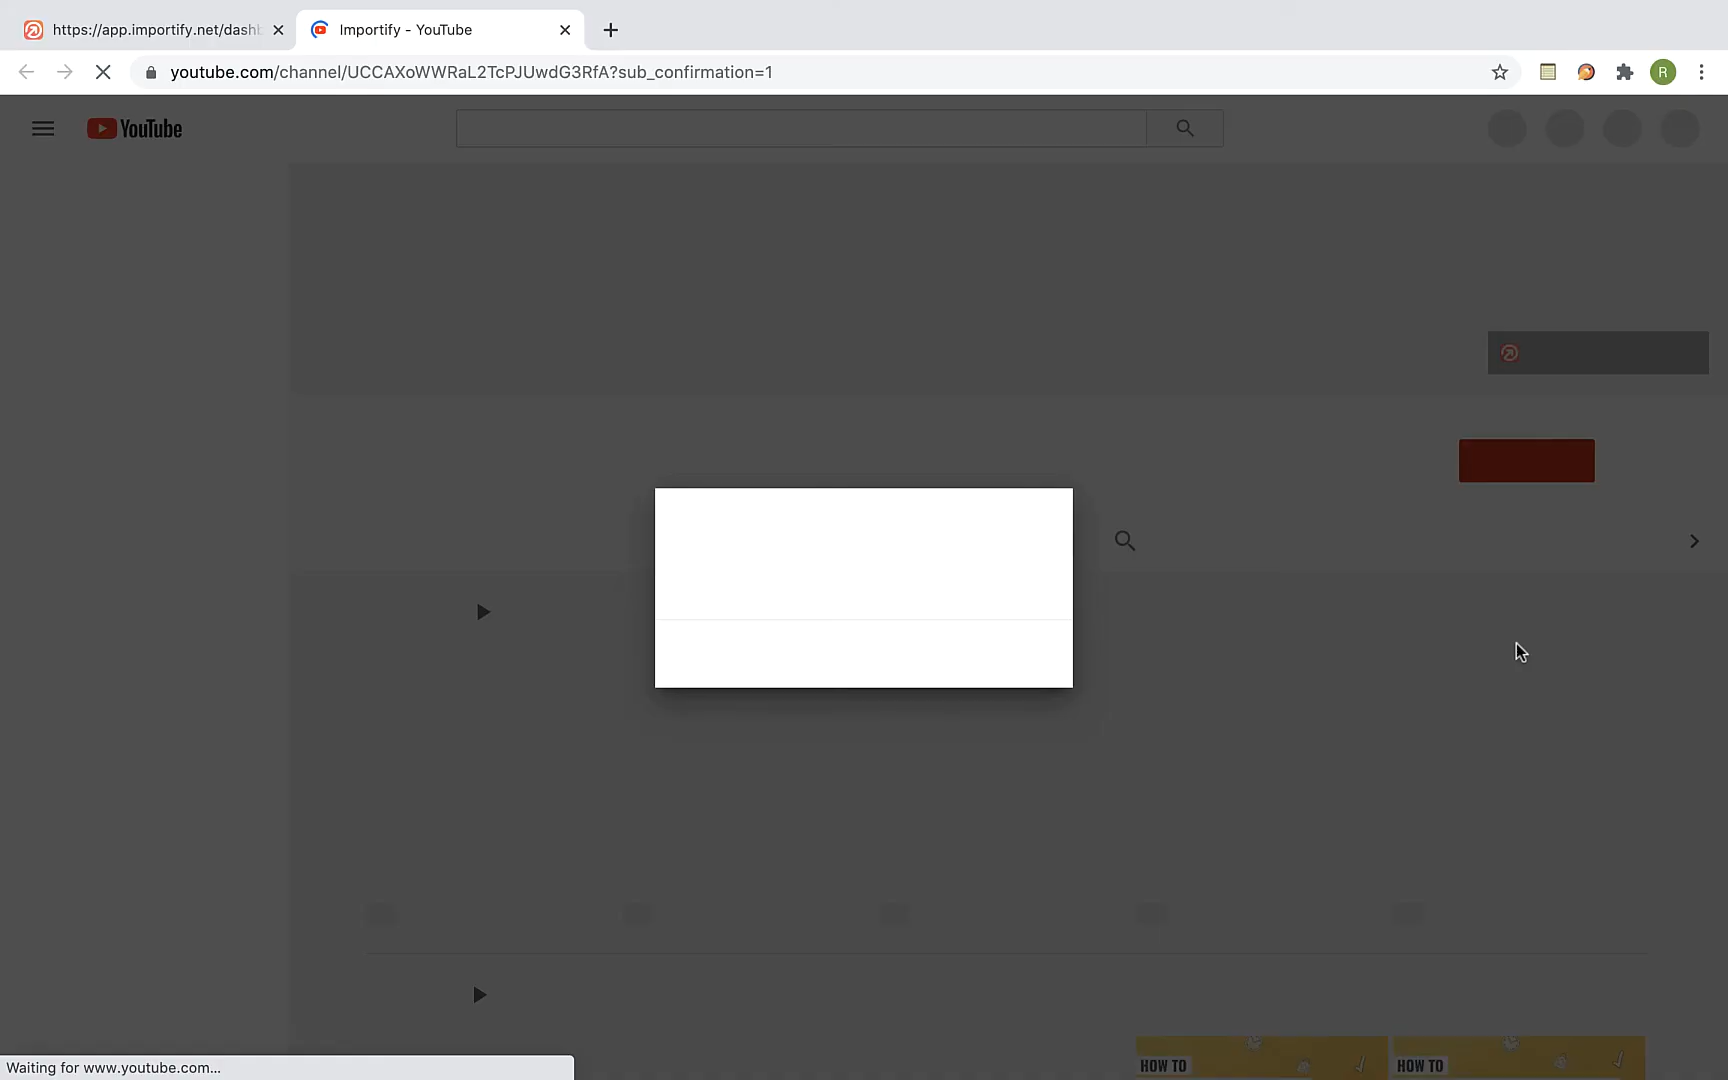 https://app.importify.net/dash
Importify - YouTube
youtube.com/channel/UCCAXoWWRaL2TcPJUwdG3RfA?sub_confirmation=1
R
YouTube
HOW TO
HOW TO
Waiting for www.youtube.com...